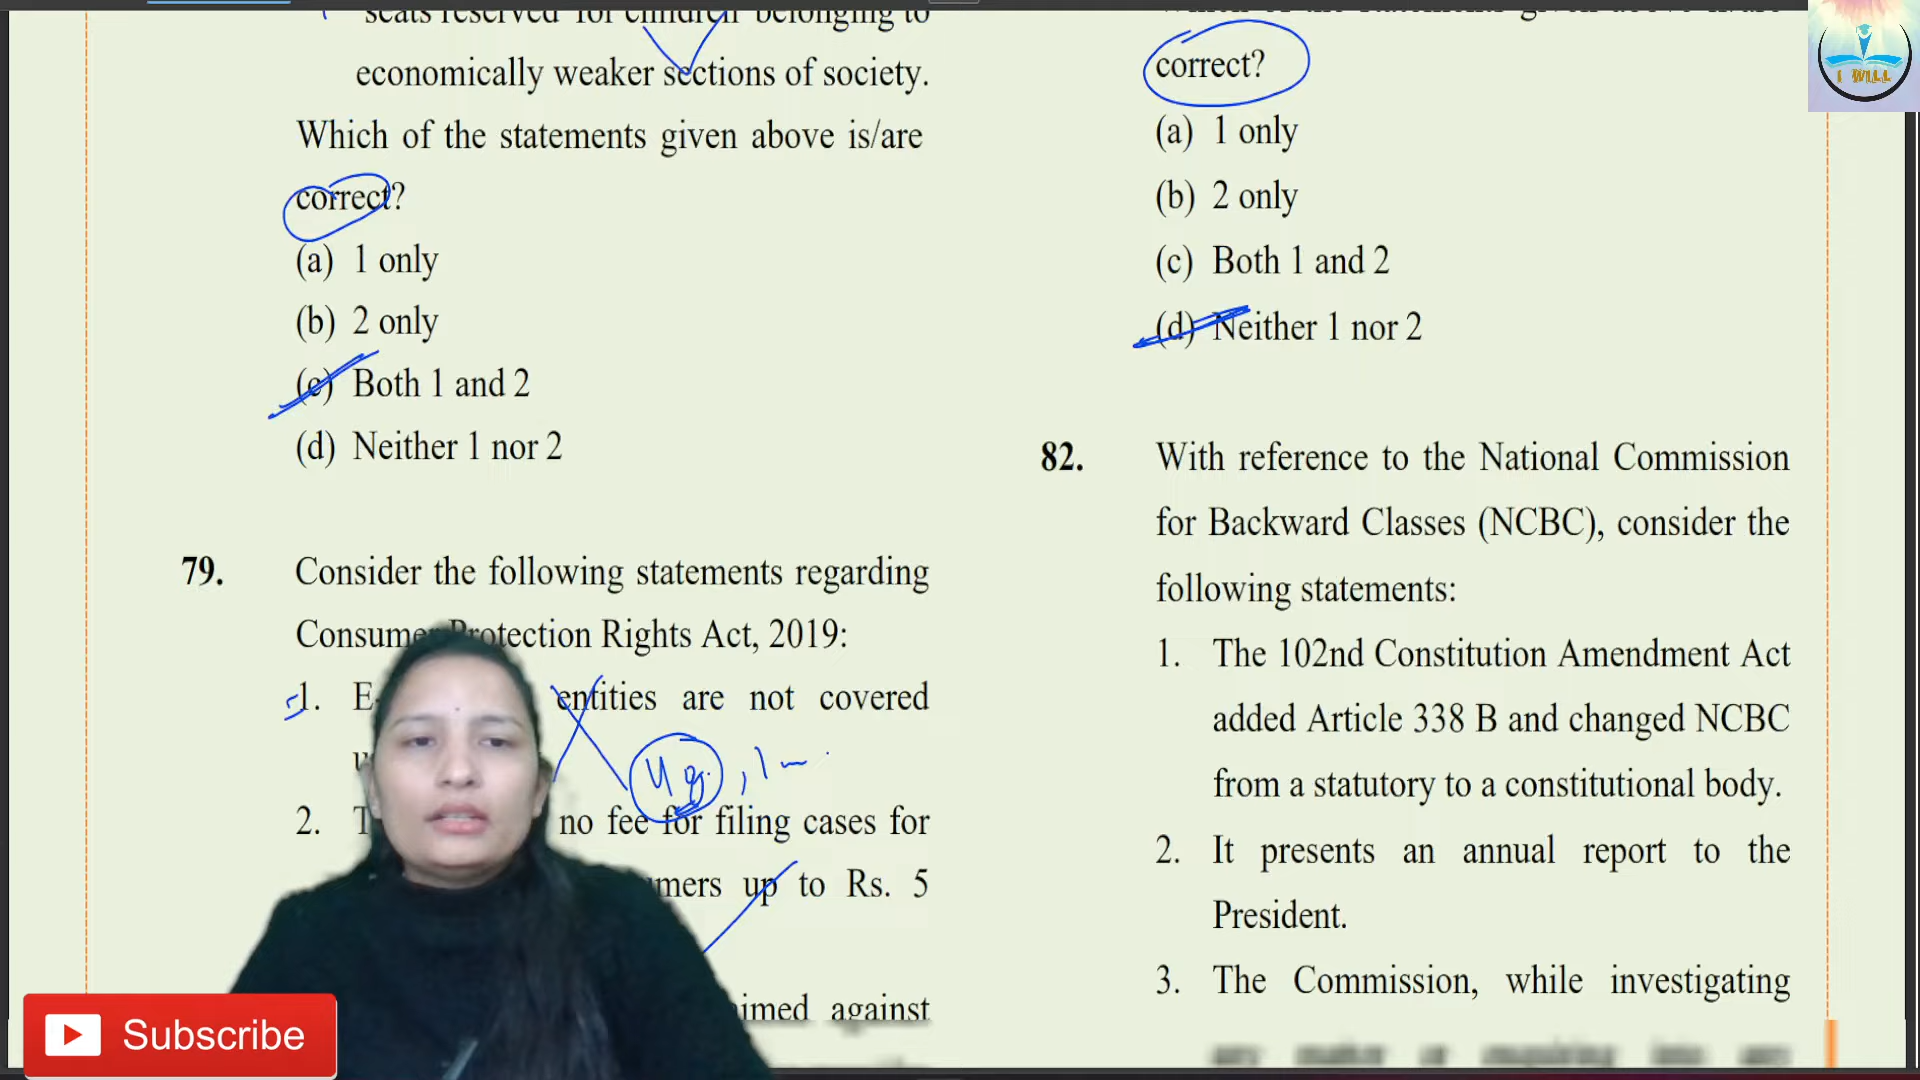 economically weaker sections of society.
Which of the statements given above is/are
correct?
(a) 1 only
(b) 2 only
(c) Both 1 and 2
(d) Neither 1 nor 2
79. Consider the following statements regarding
Consumer Protection Rights Act, 2019:
1. entities are not covered
2. no fee for filing cases for
up to Rs. 5
against
correct?
(a) 1 only
(b) 2 only
(c) Both 1 and 2
(d) Neither 1 nor 2
82. With reference to the National Commission
for Backward Classes (NCBC), consider the
following statements:
1. The 102nd Constitution Amendment Act
added Article 338 B and changed NCBC
from a statutory to a constitutional body.
2. It presents an annual report to the
President.
3. The Commission, while investigating
I WILL
Subscribe